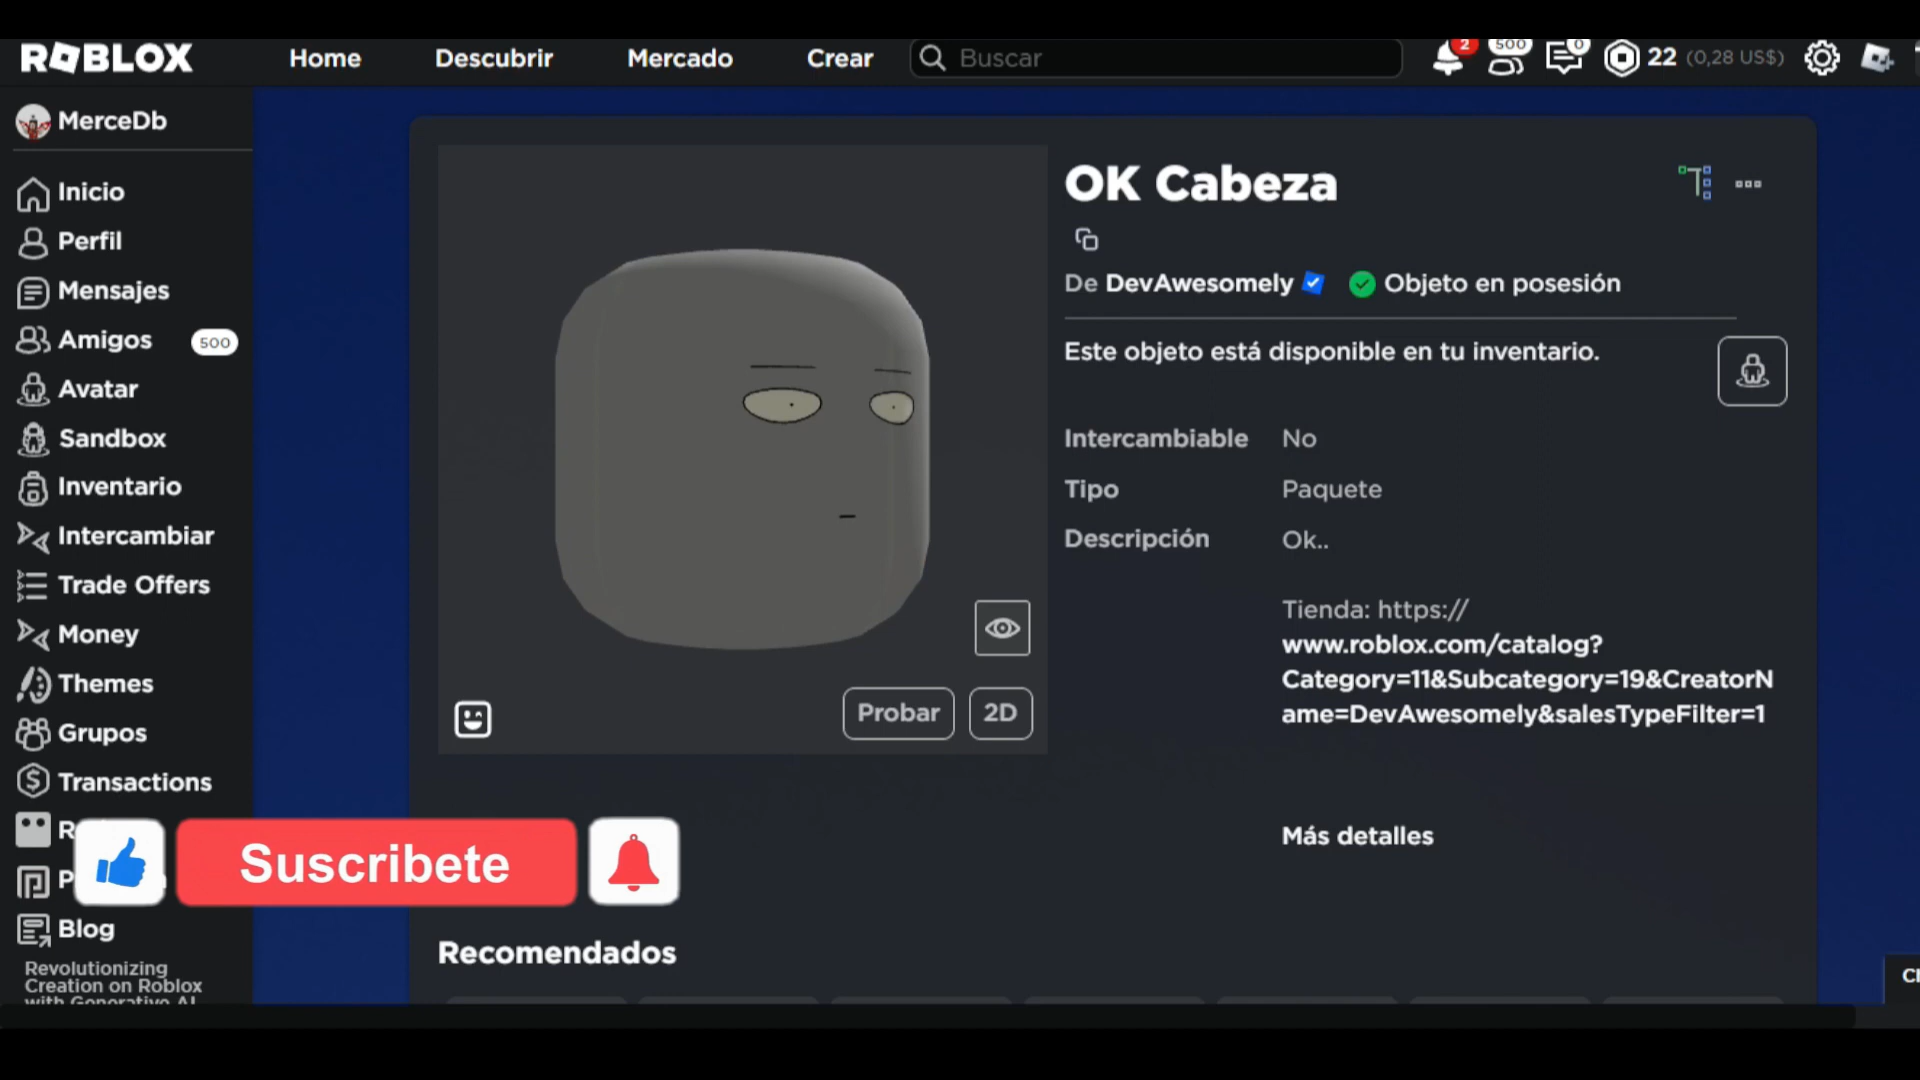 ROBLOX
Home
Descubrir
Mercado
Crear
Buscar
2
500
0
22 (0,28 US$)
MerceDb
Inicio
Perfil
Mensajes
Amigos
500
Avatar
Sandbox
Inventario
Intercambiar
Trade Offers
Money
Themes
Grupos
Transactions
Blog
Revolutionizing
Creation on Roblox
with Generative AI
OK Cabeza
De DevAwesomely
Objeto en posesión
Este objeto está disponible en tu inventario.
Intercambiable No
Tipo Paquete
Descripción Ok..
Tienda: https://
www.roblox.com/catalog?
Category=11&Subcategory=19&CreatorN
ame=DevAwesomely&salesTypeFilter=1
Más detalles
Probar
2D
Suscribete
Recomendados